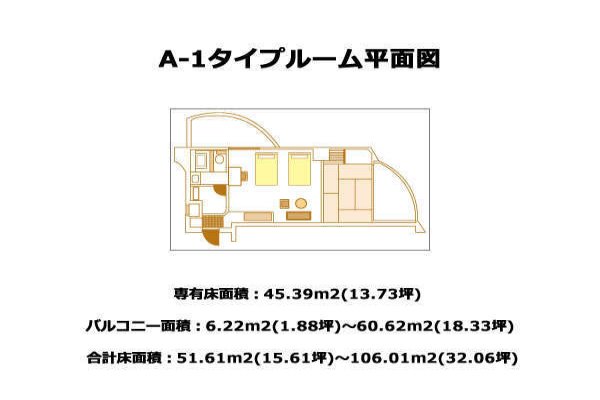 A-1タイプルーム平面図
専有床面積：45.39m2(13.73坪)
バルコニー面積：6.22m2(1.88坪)～60.62m2(18.33坪)
合計床面積：51.61m2(15.61坪)～106.01m2(32.06坪)